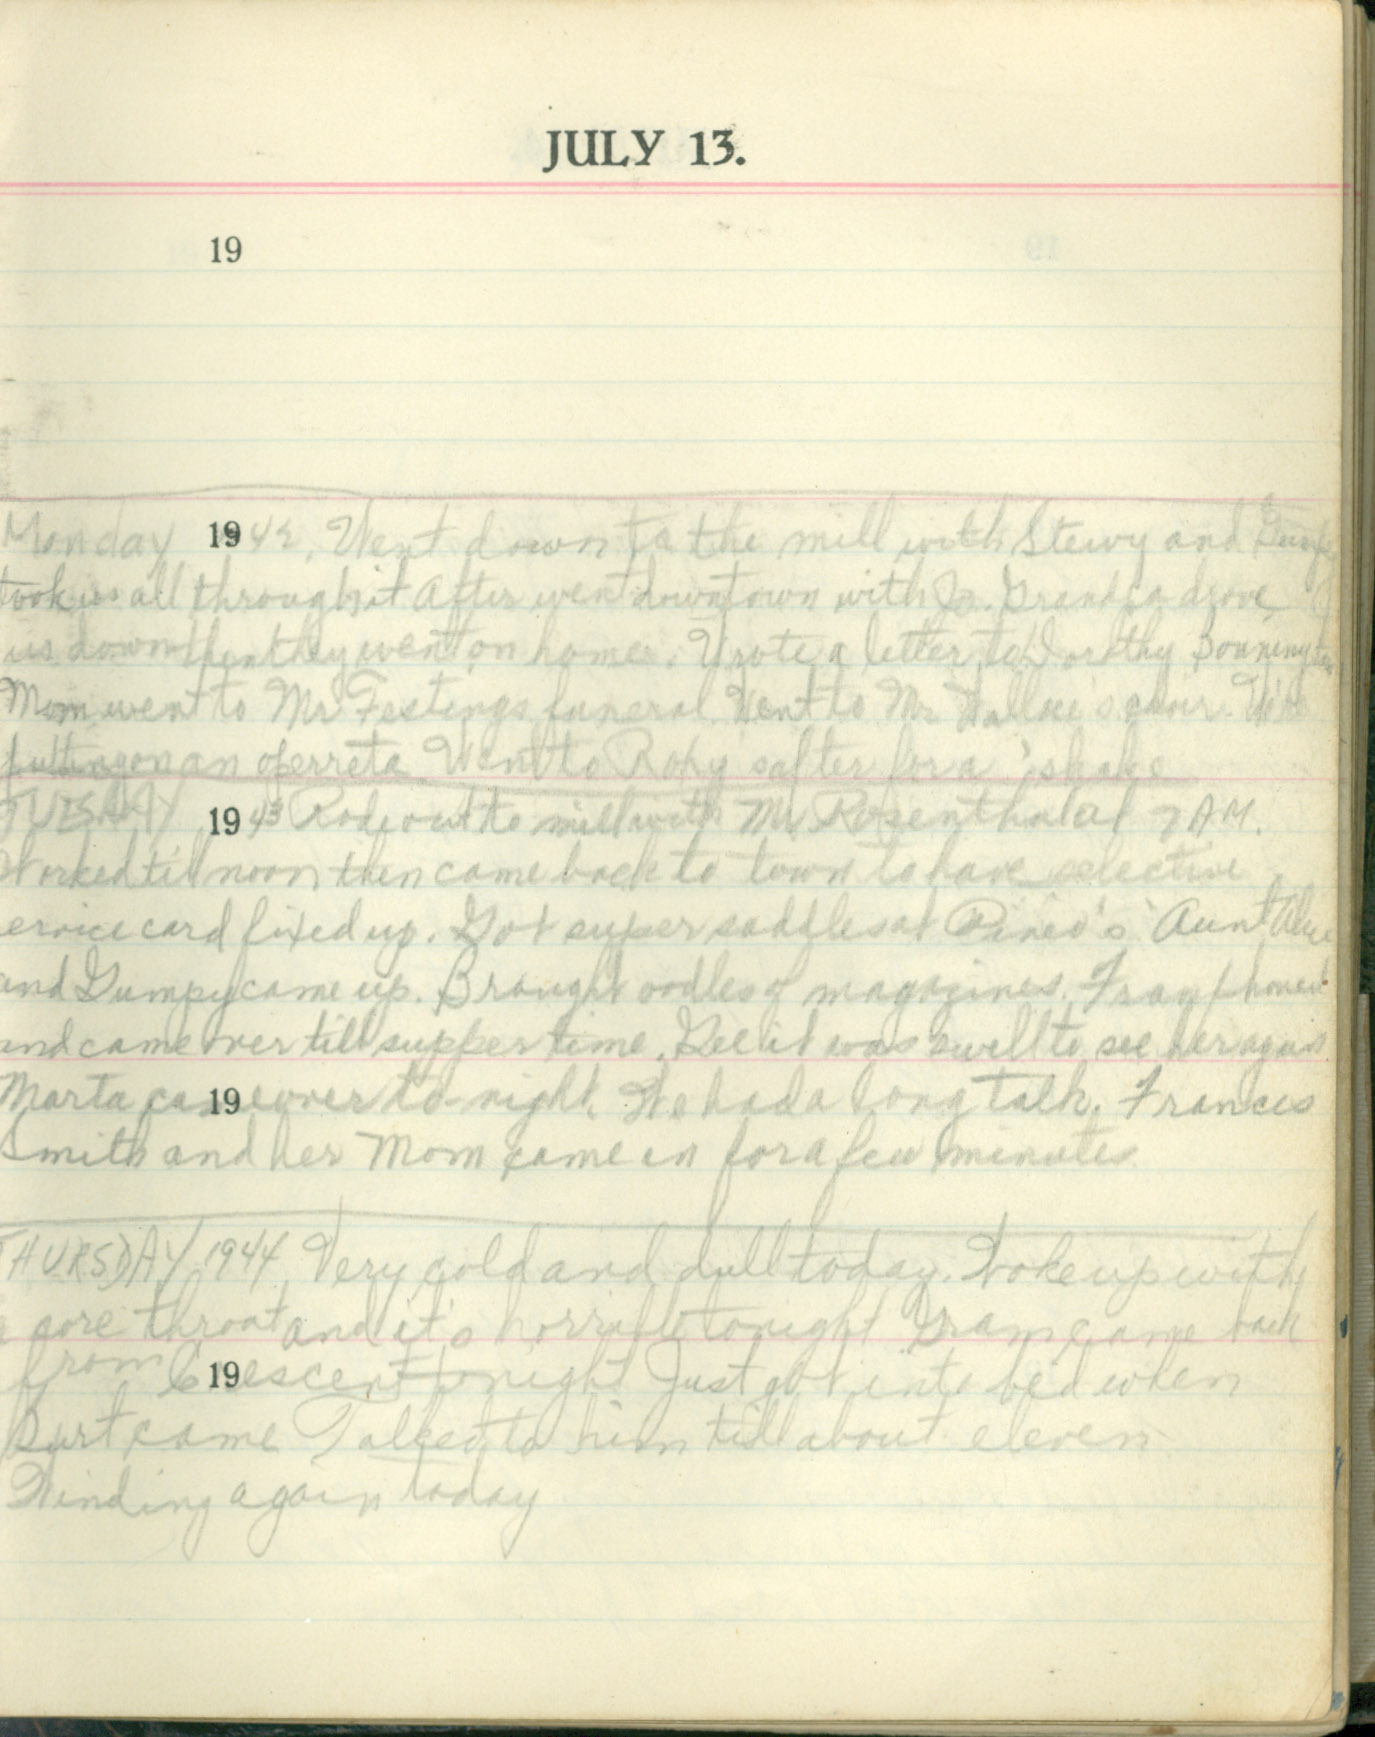 JULY 13.
19
Monday 1942. Went down to the mill with Stewy and
took us all through it After went downtown with Jo. Grandpa drove
us down then they went on home. Wrote a letter to Dorothy
Mom went to Mr Festings funeral. Went to Mr Wallace's choir. We're
putting on an operreta Went to Roxy's after for a 'shake
TUESDAY 1943 Rode out to mill with Mr Rosenthal at 7 A.M.
Worked til noon then came back to town to have selective
ervice card fixed up. Got super saddles at Pineo's Aunt Alice
and Gumpy came up. Brought oodles of magazines. Fran phoned
and came over till supper time. Gee it was swell to see her again
Marta came over to-night. We had a long talk. Frances
Smith and her Mom came in for a few minutes.
THURSDAY 1944 Very cold and dull today. Woke up with
sore throat and it's horrible tonight Gram came back
from Crescent tonight Just got into bed when
Burt came Talked to him till about eleven
Winding again today